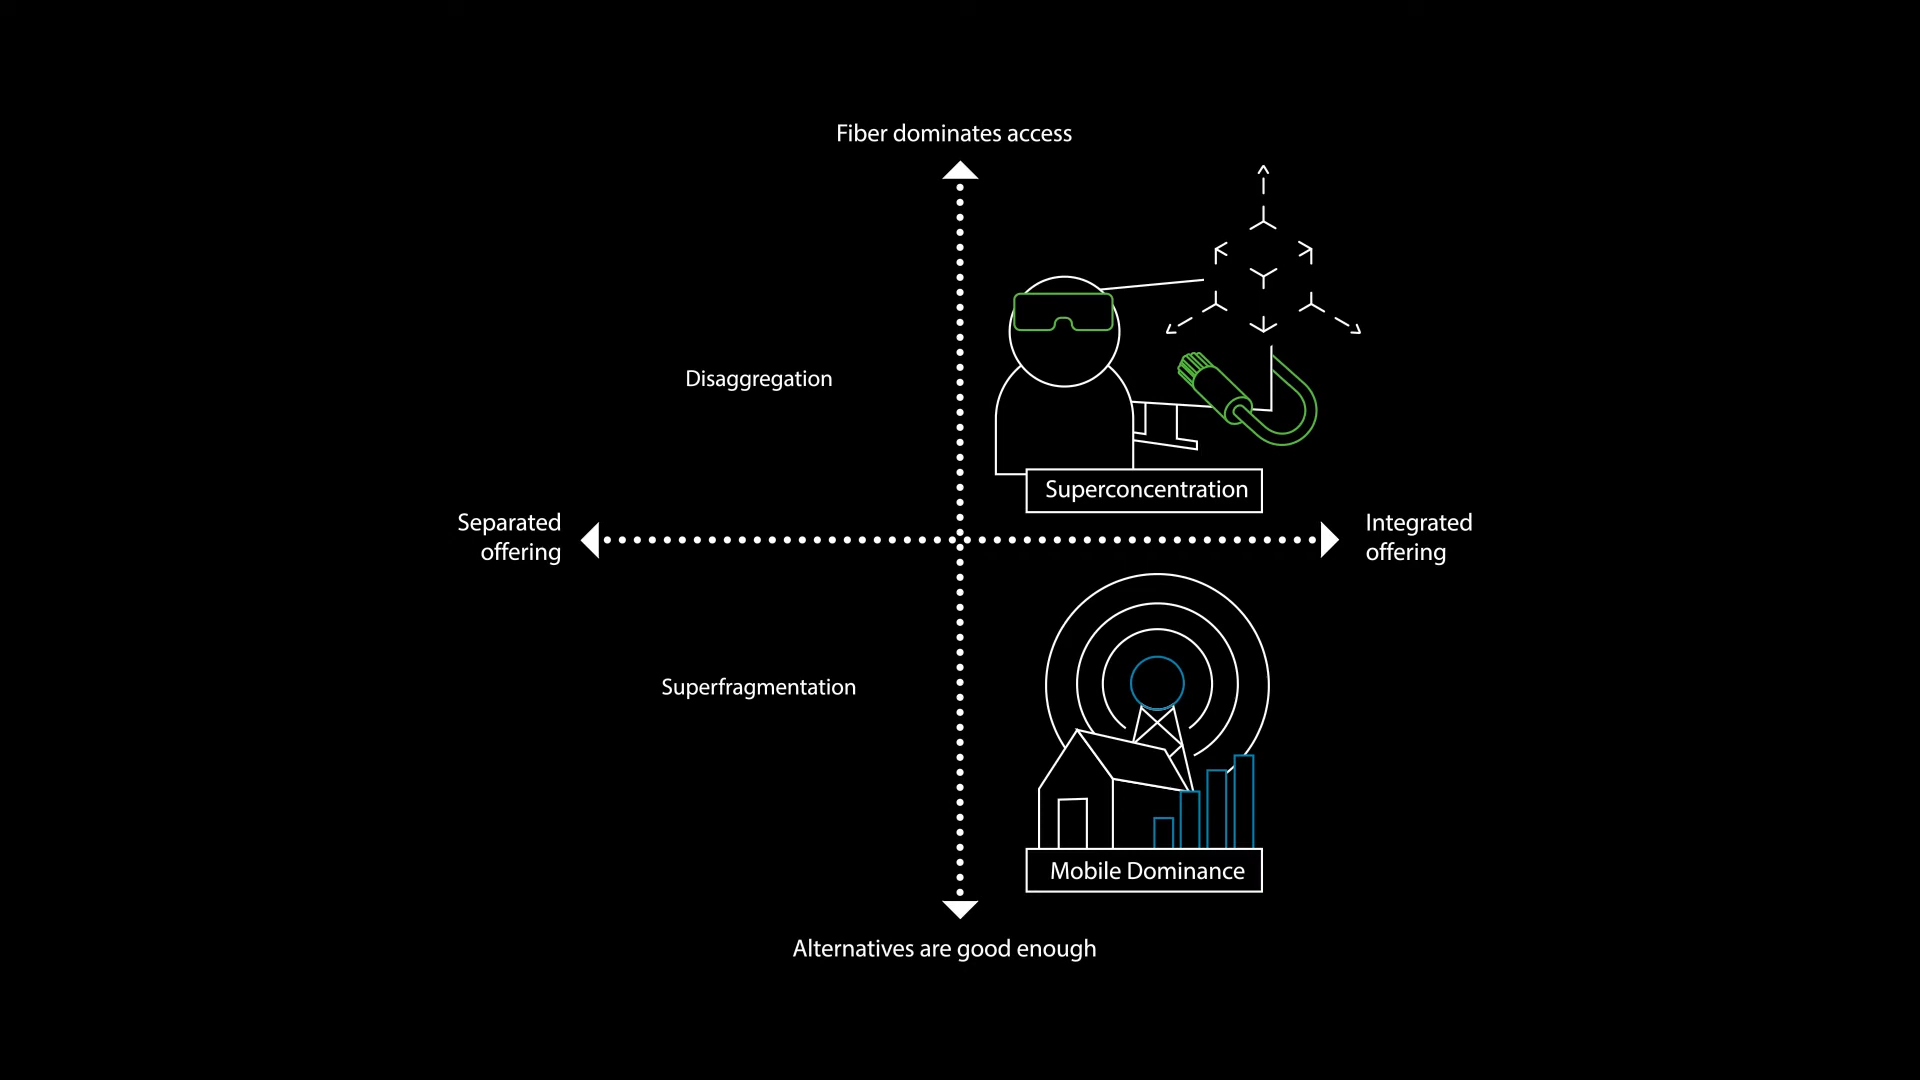 Fiber dominates access
Disaggregation
Superconcentration
Separated
offering
Integrated
offering
Superfragmentation
Mobile Dominance
Alternatives are good enough